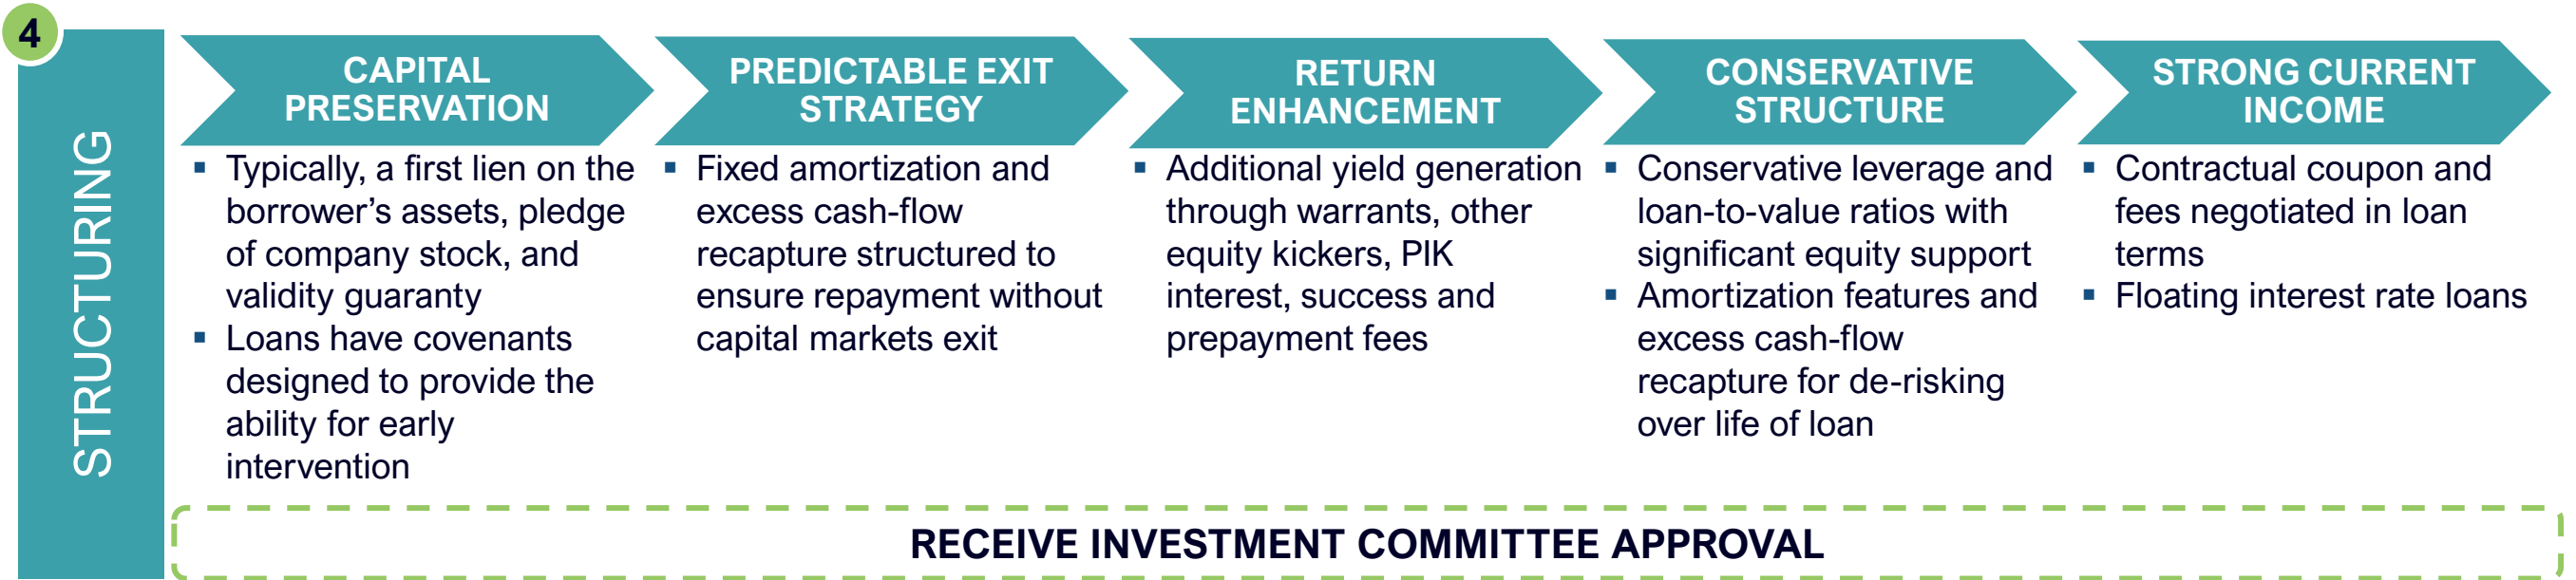 4
STRUCTURING
CAPITAL
PRESERVATION
▪ Typically, a first lien on the
borrower’s assets, pledge
of company stock, and
validity guaranty
▪ Loans have covenants
designed to provide the
ability for early
intervention
PREDICTABLE EXIT
STRATEGY
▪ Fixed amortization and
excess cash-flow
recapture structured to
ensure repayment without
capital markets exit
RETURN
ENHANCEMENT
▪ Additional yield generation
through warrants, other
equity kickers, PIK
interest, success and
prepayment fees
CONSERVATIVE
STRUCTURE
▪ Conservative leverage and
loan-to-value ratios with
significant equity support
▪ Amortization features and
excess cash-flow
recapture for de-risking
over life of loan
STRONG CURRENT
INCOME
▪ Contractual coupon and
fees negotiated in loan
terms
▪ Floating interest rate loans
RECEIVE INVESTMENT COMMITTEE APPROVAL